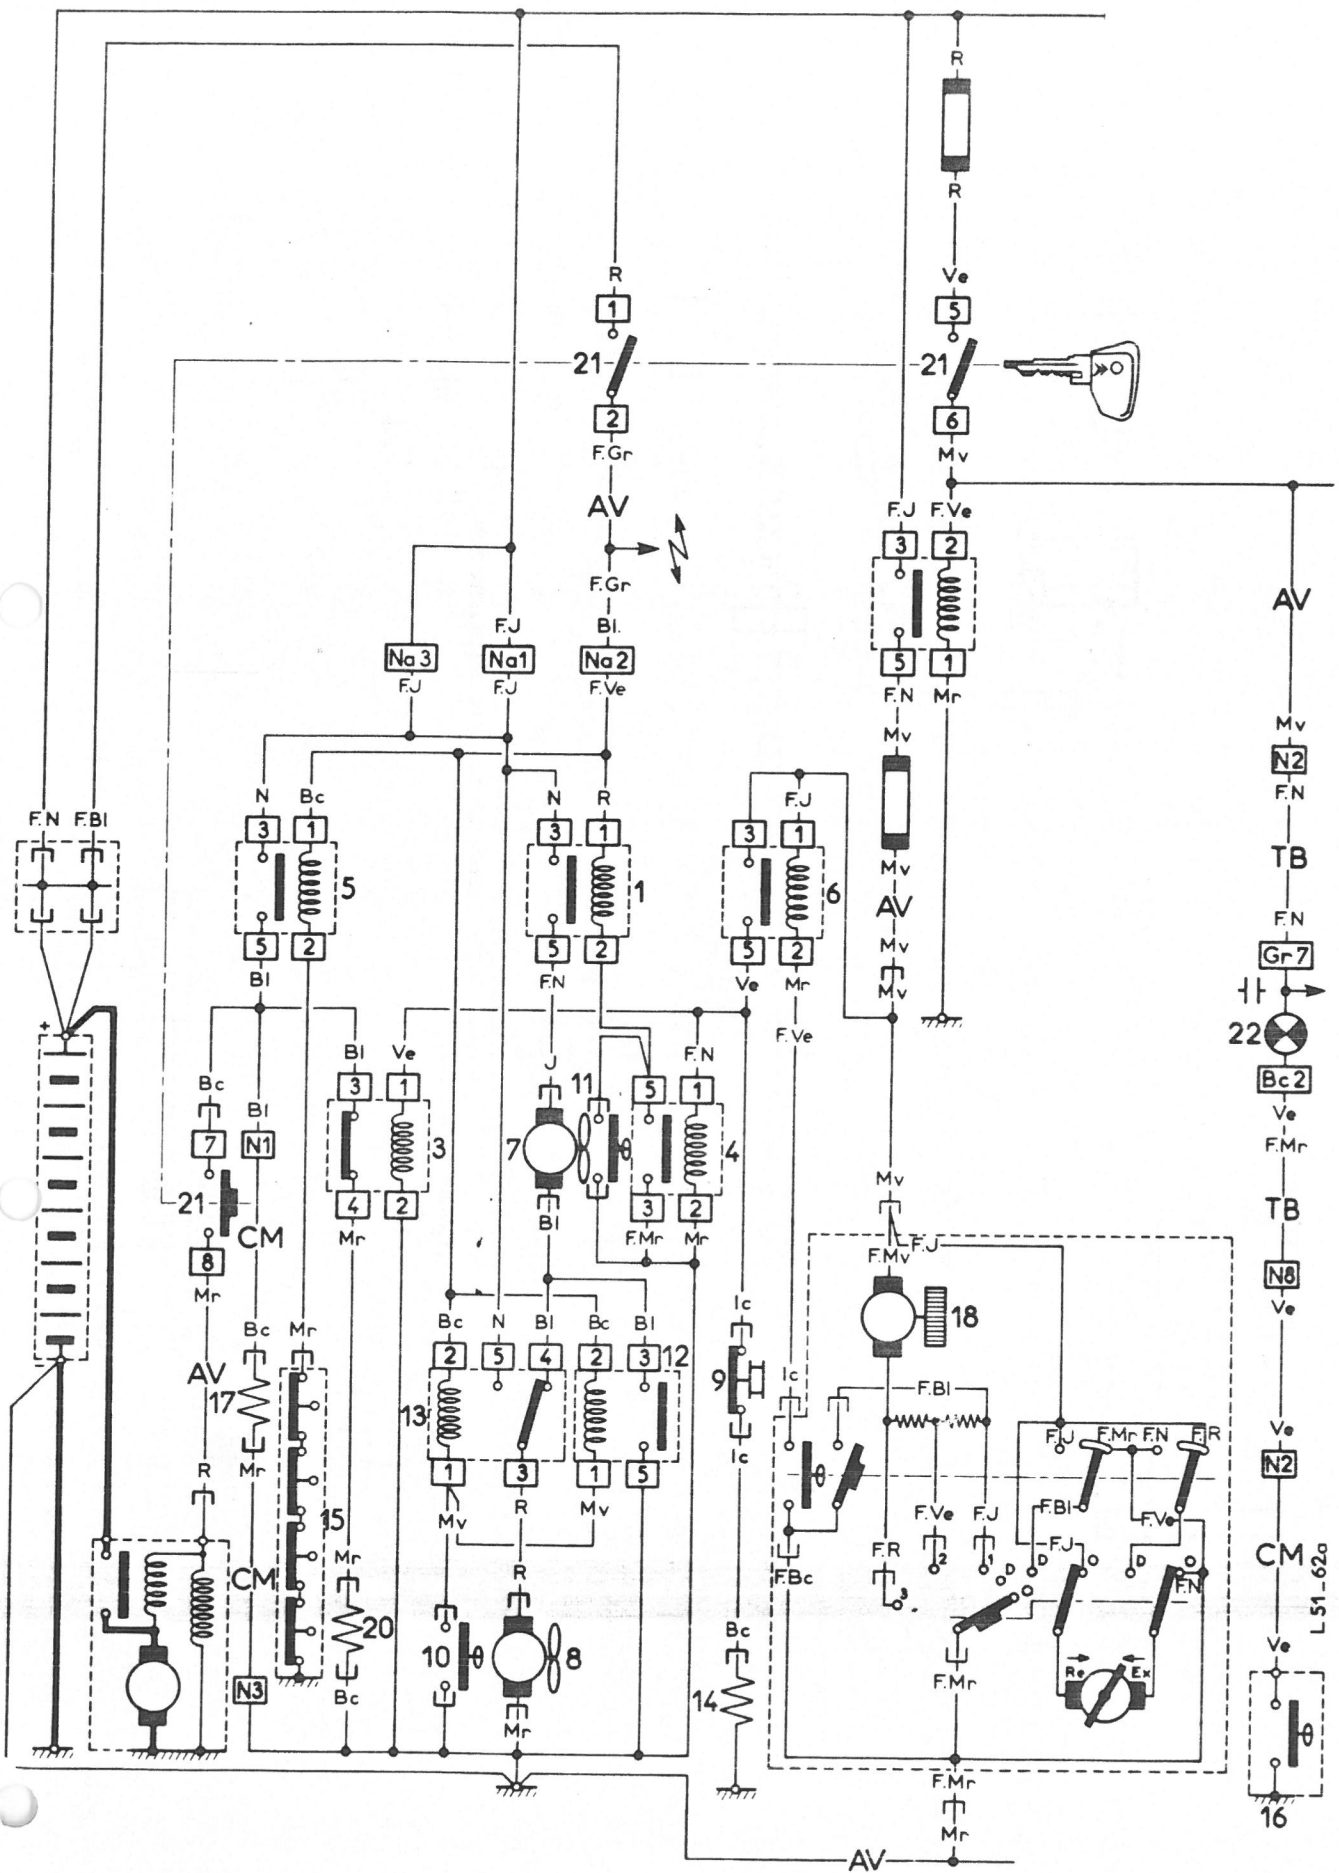 R
R
R
Ve
1
5
21
21
2
6
F.Gr
Mv
AV
F.J
F.Ve
3
2
F.Gr
AV
F.J
Bl.
Na3
Na1
Na2
5
1
F.J
F.J
F.Ve
F.N
Mr
Mv
Mv
N2
N
Bc
N
R
F.J
F.N
F.N
F.Bl
3
1
3
1
3
1
TB
5
1
6
Mv
AV
5
2
5
2
5
2
F.N
Mv
Gr7
Bl
F.N
Ve
Mr
Mv
+
F.Ve
22
Bl
Ve
F.N
J
11
Bc2
Bc
3
1
5
1
Ve
Bl
F.Mr
7
N1
3
7
4
Mv
21
4
2
3
2
TB
CM
Mr
Bl
F.Mr
Mr
8
F.Mv
F.J
N8
Mr
Ic
Ve
Bc
Mr
Bc
N
Bl
Bc
Bl
18
AV
2
5
4
2
3
12
9
Ic
F.Bl
17
13
F.J
F.Mr
F.N
F.R
Ve
Ic
Mr
1
3
1
5
N2
R
Mv
R
Mv
F.Ve
F.J
F.Bl
F.Ve
15
F.R
F.J
CM
Mr
R
F.Bc
2
1
D
D
O
D
O
F.N
CM
3
O
L 51-62a
20
Bc
Ve
10
8
N3
Bc
14
F.Mr
Re
Ex
Mr
F.Mr
16
Mr
AV